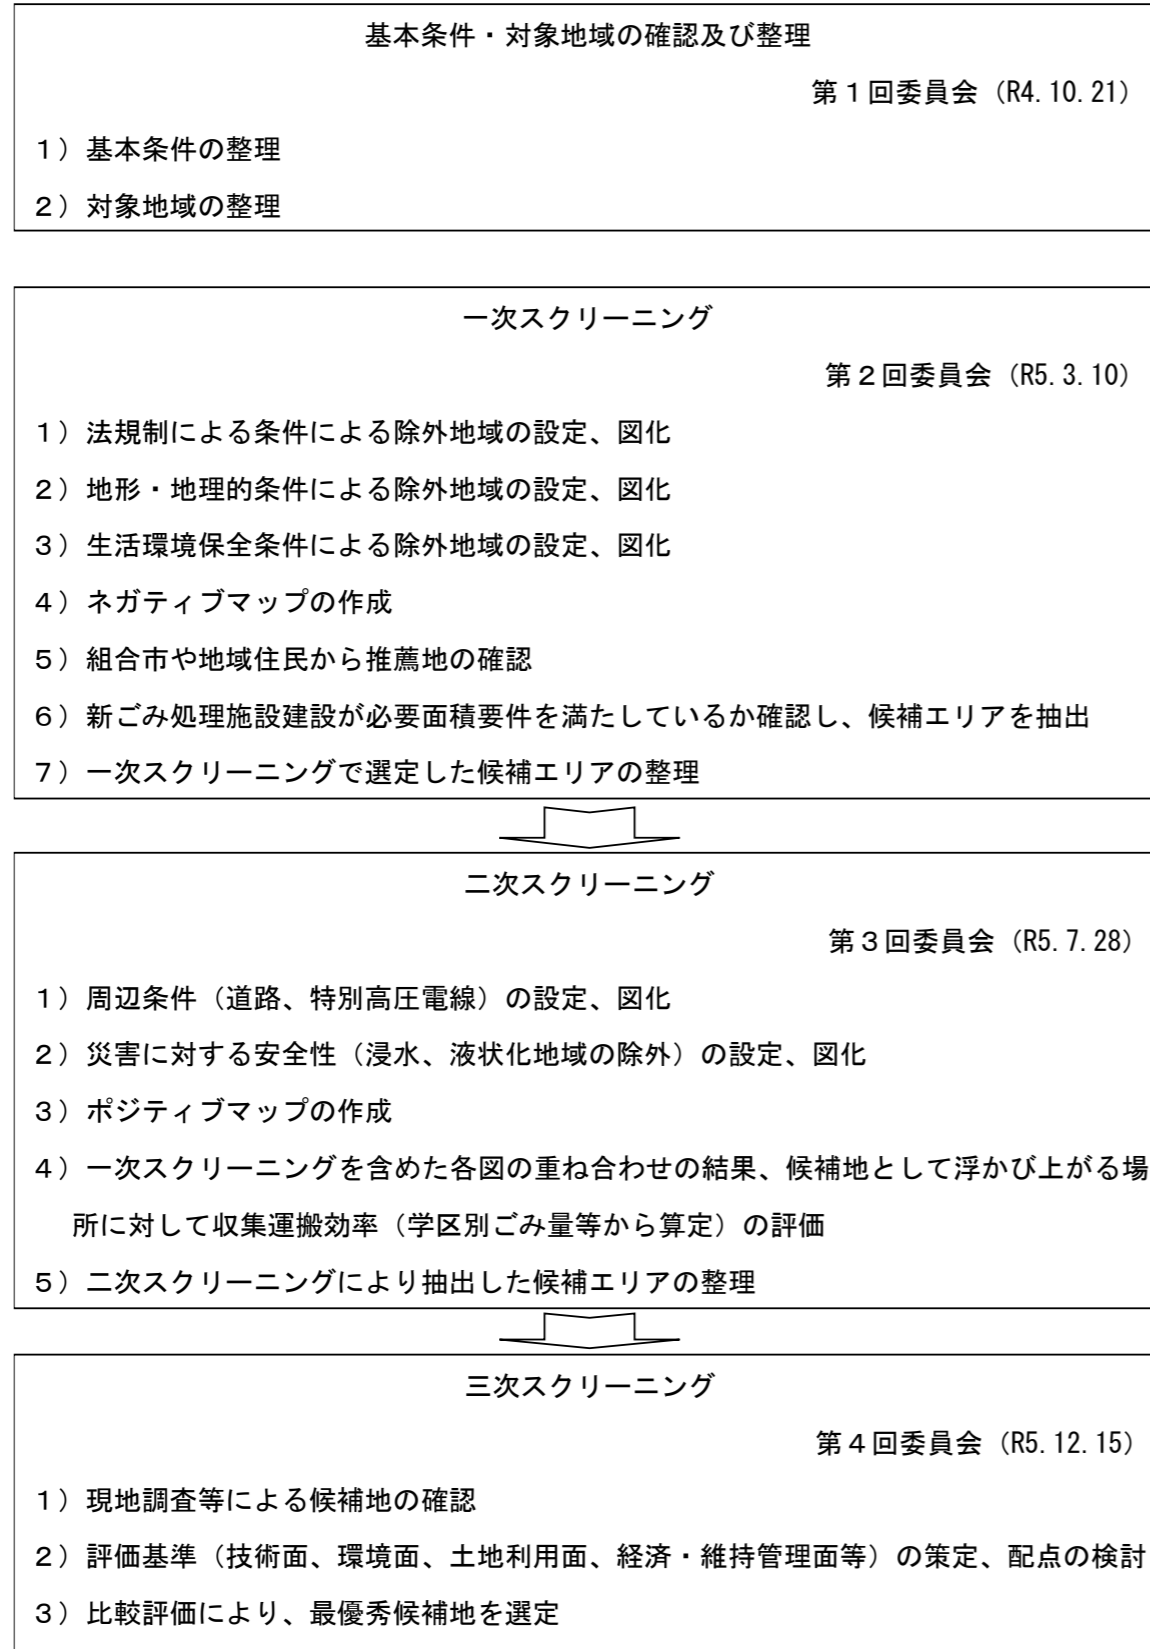 基本条件・対象地域の確認及び整理
第１回委員会（R4.10.21）
１）基本条件の整理
２）対象地域の整理
一次スクリーニング
第２回委員会（R5.3.10）
１）法規制による条件による除外地域の設定、図化
２）地形・地理的条件による除外地域の設定、図化
３）生活環境保全条件による除外地域の設定、図化
４）ネガティブマップの作成
５）組合市や地域住民から推薦地の確認
６）新ごみ処理施設建設が必要面積要件を満たしているか確認し、候補エリアを抽出
７）一次スクリーニングで選定した候補エリアの整理
二次スクリーニング
第３回委員会（R5.7.28）
１）周辺条件（道路、特別高圧電線）の設定、図化
２）災害に対する安全性（浸水、液状化地域の除外）の設定、図化
３）ポジティブマップの作成
４）一次スクリーニングを含めた各図の重ね合わせの結果、候補地として浮かび上がる場
所に対して収集運搬効率（学区別ごみ量等から算定）の評価
５）二次スクリーニングにより抽出した候補エリアの整理
三次スクリーニング
第４回委員会（R5.12.15）
１）現地調査等による候補地の確認
２）評価基準（技術面、環境面、土地利用面、経済・維持管理面等）の策定、配点の検討
３）比較評価により、最優秀候補地を選定